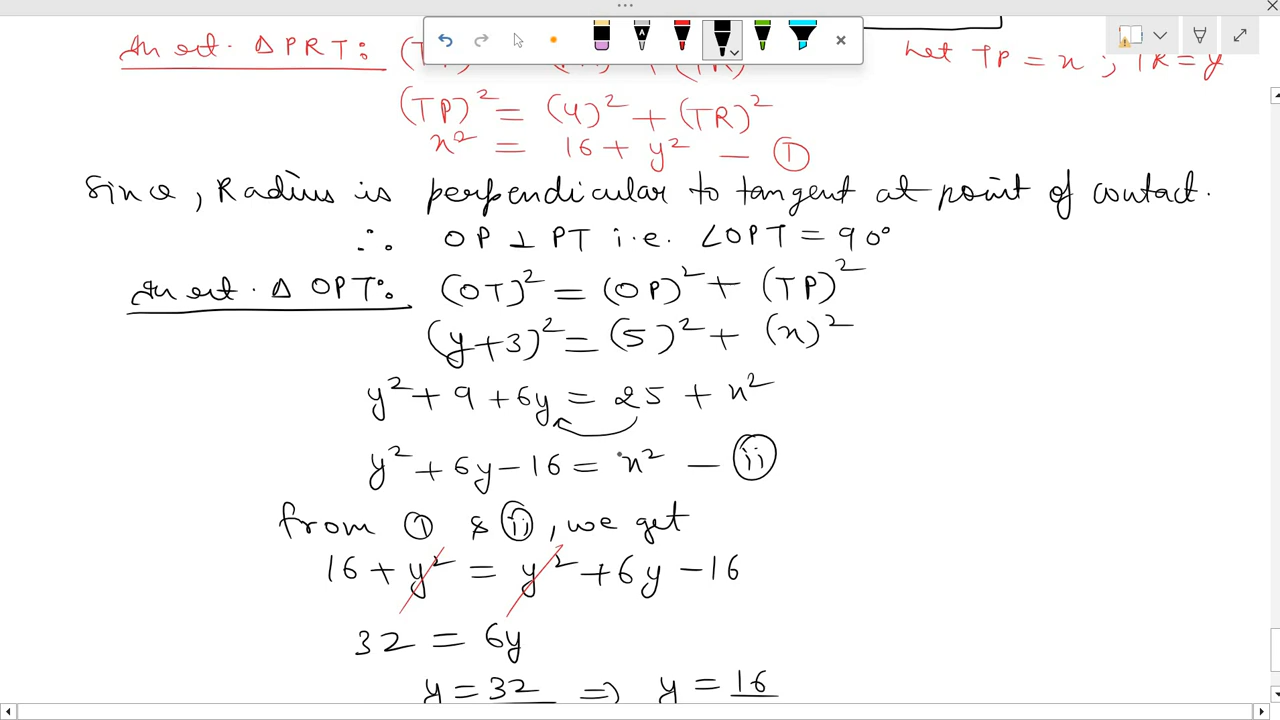 In rt. Δ PRT:
Let TP = x ; TR = y
(TP)² = (4)² + (TR)²
x² = 16 + y² — ①
Since, Radius is perpendicular to tangent at point of contact.
∴ OP ⊥ PT i.e. ∠OPT = 90°
In rt. Δ OPT: (OT)² = (OP)² + (TP)²
(y+3)² = (5)² + (x)²
y² + 9 + 6y = 25 + x²
y² + 6y − 16 = x² — ⓘⓘ
from ① & ⓘⓘ, we get
16 + y² = y² + 6y − 16
32 = 6y
y = 32 ⇒ y = 16